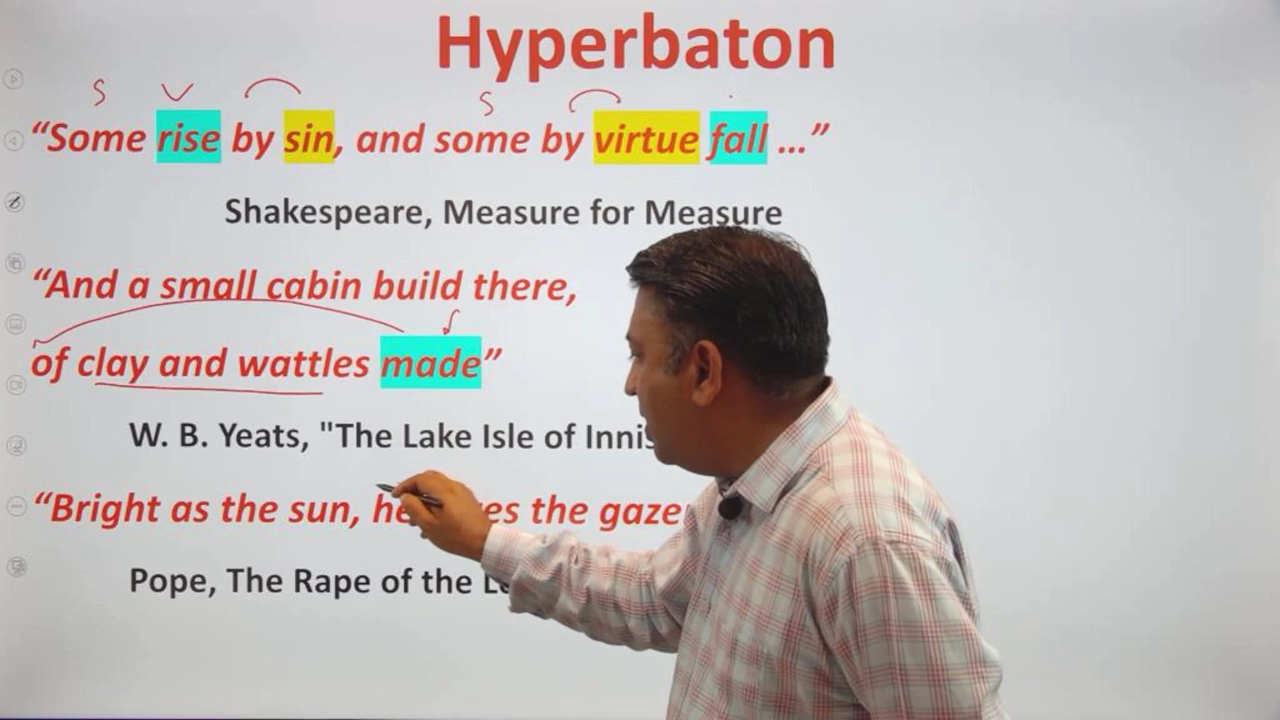 Hyperbaton
S V S
“Some rise by sin, and some by virtue fall ...”
Shakespeare, Measure for Measure
“And a small cabin build there,
of clay and wattles made”
W. B. Yeats, "The Lake Isle of
“Bright as the sun, the
Pope, The Rape of the